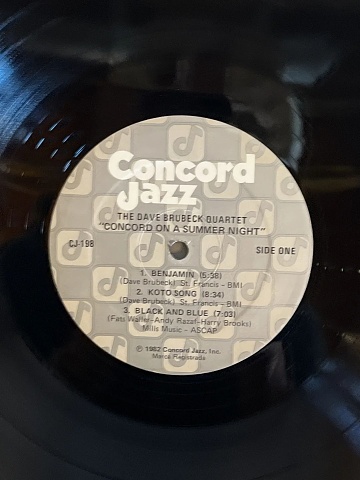 Concord
Jazz
THE DAVE BRUBECK QUARTET
"CONCORD ON A SUMMER NIGHT"
CJ-198 SIDE ONE
1. BENJAMIN (5:38)
(Dave Brubeck) St. Francis - BMI
2. KOTO SONG (8:34)
(Dave Brubeck) St. Francis - BMI
3. BLACK AND BLUE (7:03)
(Fats Waller-Andy Razaf-Harry Brooks)
Mills Music - ASCAP
℗ 1982 Concord Jazz, Inc.
Marca Registrada